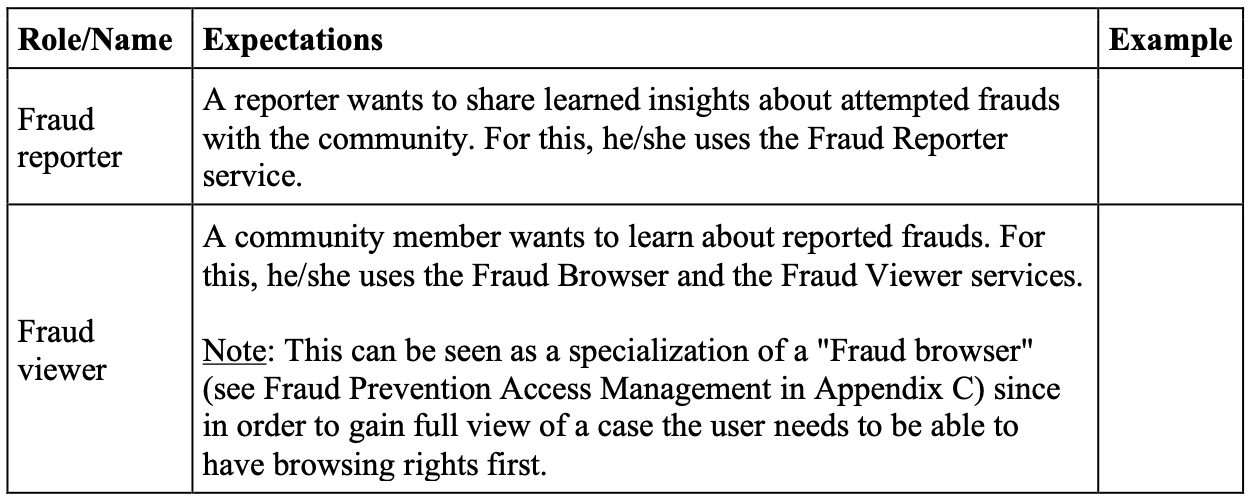 Role/Name Expectations Example
Fraud
reporter
A reporter wants to share learned insights about attempted frauds
with the community. For this, he/she uses the Fraud Reporter
service.
Fraud
viewer
A community member wants to learn about reported frauds. For
this, he/she uses the Fraud Browser and the Fraud Viewer services.
Note: This can be seen as a specialization of a "Fraud browser"
(see Fraud Prevention Access Management in Appendix C) since
in order to gain full view of a case the user needs to be able to
have browsing rights first.